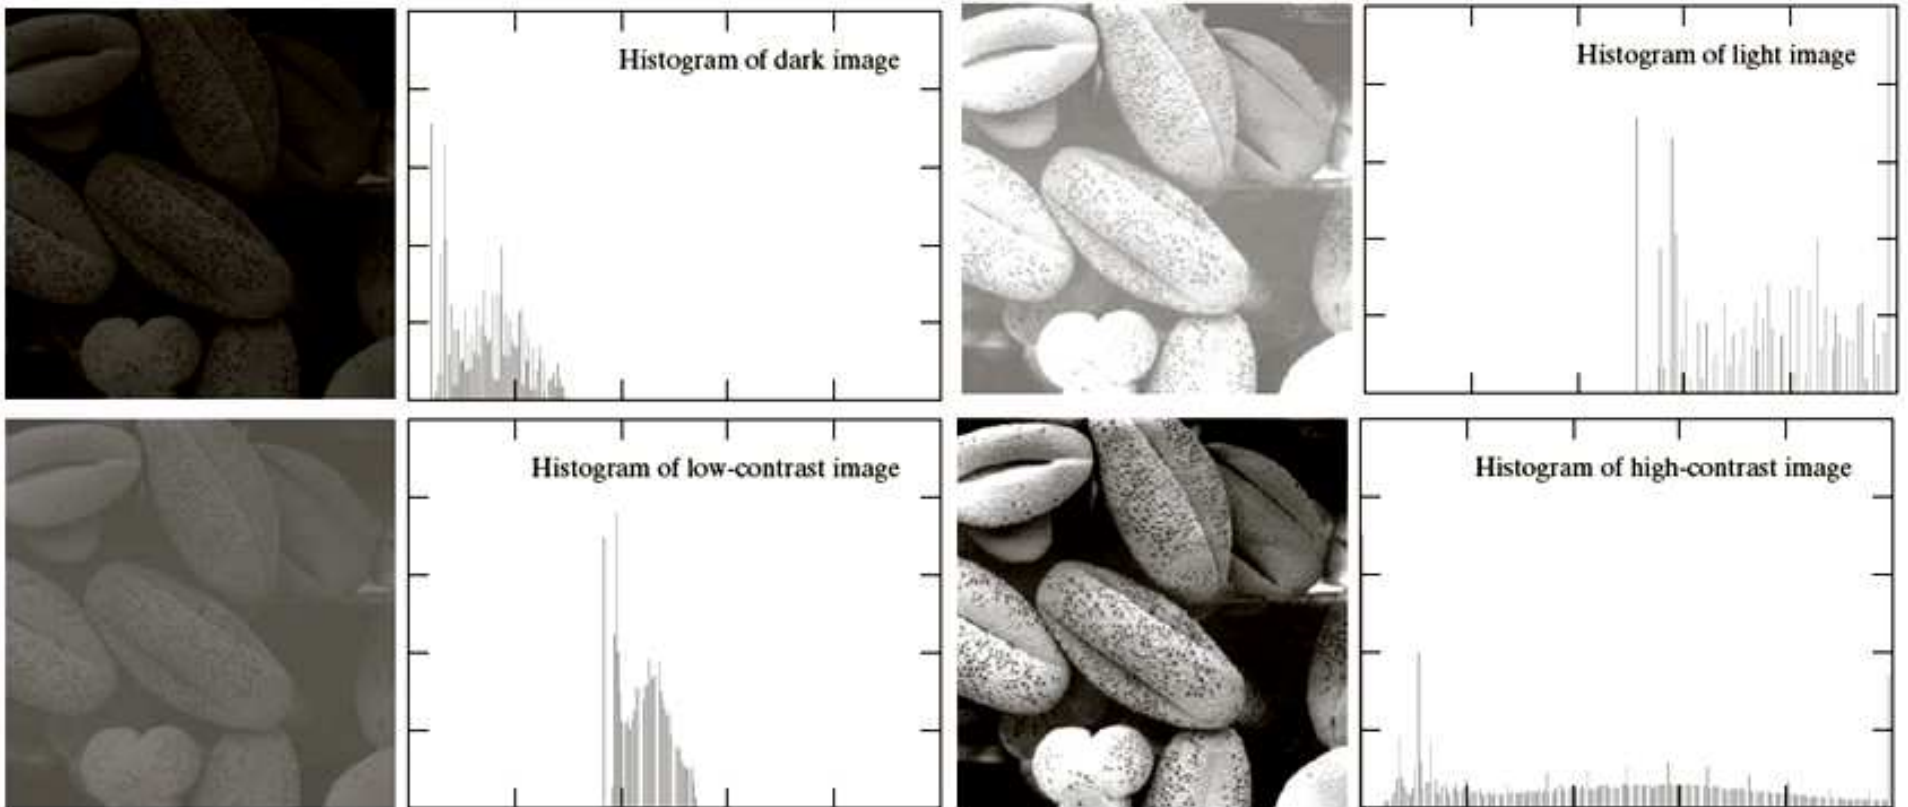 Histogram of dark image
Histogram of light image
Histogram of low-contrast image
Histogram of high-contrast image